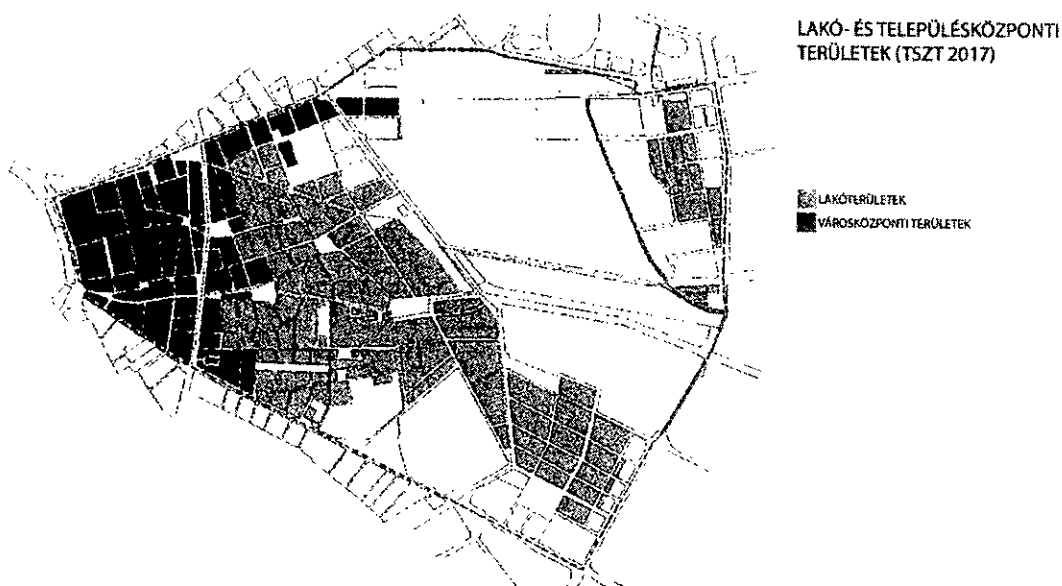 LAKÓ- ÉS TELEPÜLÉSKÖZPONTI
TERÜLETEK (TSZT 2017)
LAKÓTERÜLETEK
VÁROSKÖZPONTI TERÜLETEK